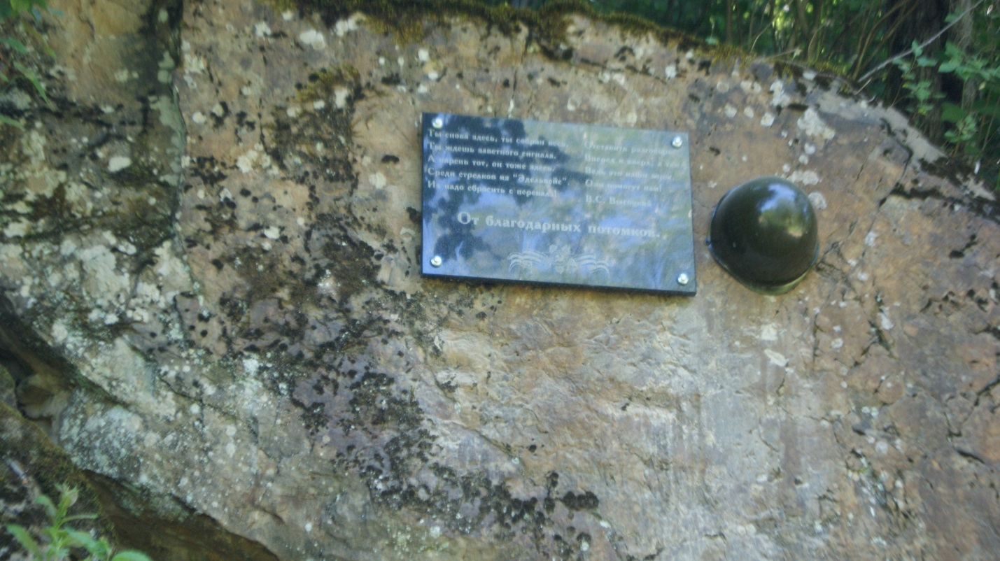 Ты снова здесь, ты собран весь,
Ты ждешь заветного сигнала.
А парень тот, он тоже здесь.
Среди стрелков из "Эдельвейс"
Их надо сбросить с перевала!
Отставить разговоры
Вперед и вверх,
Ведь это наши горы
Они помогут нам!
В.С. Высоцкий
От благодарных потомков.